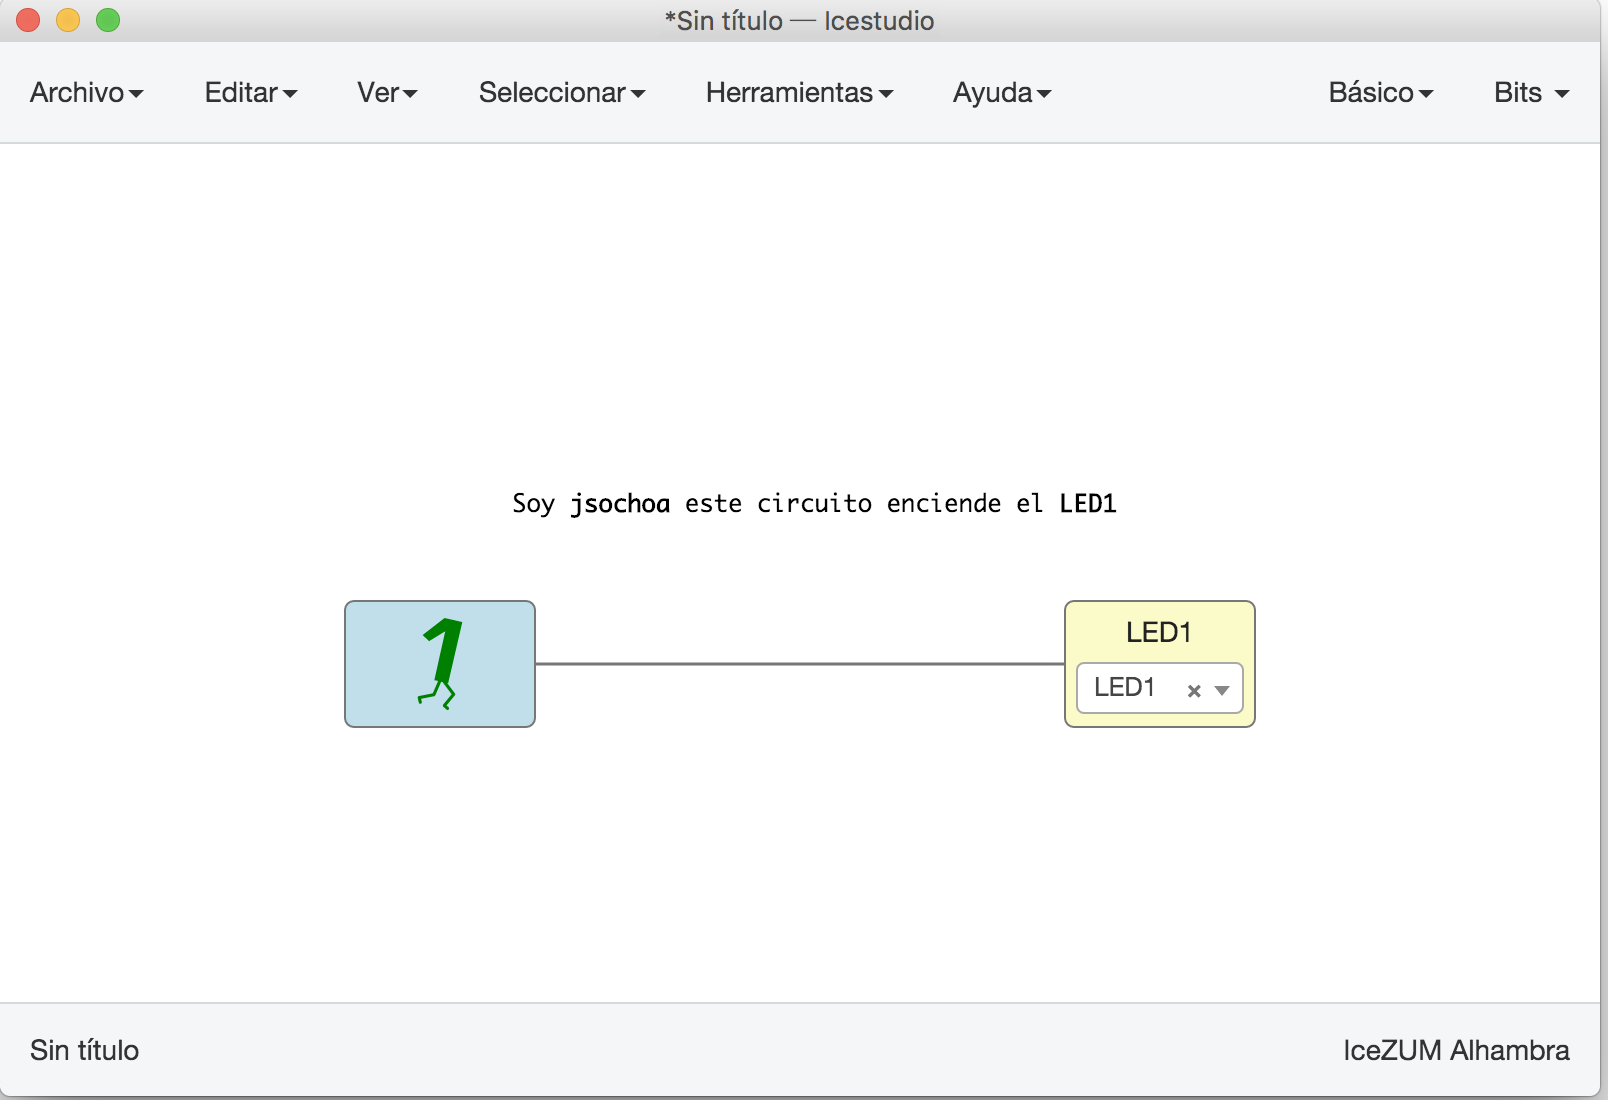 *Sin título — Icestudio
Archivo Editar Ver Seleccionar Herramientas Ayuda Básico Bits
Soy jsochoa este circuito enciende el LED1
1
LED1
LED1
Sin título IceZUM Alhambra